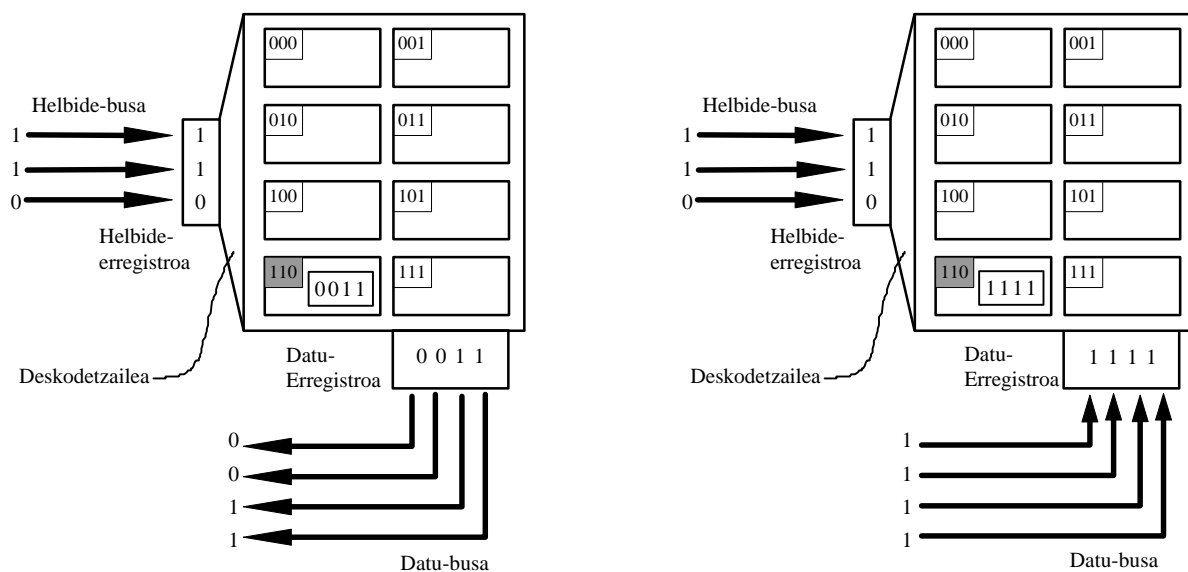 000 001
Helbide-busa
010 011
1 1
1 1
0 0
100 101
Helbide-
erregistroa
110 111
0011
Datu-
Erregistroa
0 0 1 1
Deskodetzailea
0
0
1
1
Datu-busa
000 001
Helbide-busa
010 011
1 1
1 1
0 0
100 101
Helbide-
erregistroa
110 111
1111
Datu-
Erregistroa
1 1 1 1
Deskodetzailea
1
1
1
1
Datu-busa